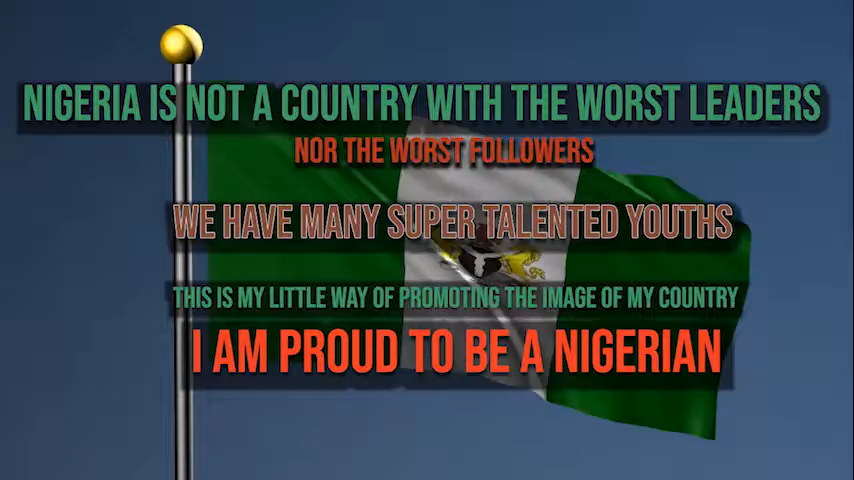 NIGERIA IS NOT A COUNTRY WITH THE WORST LEADERS
NOR THE WORST FOLLOWERS
WE HAVE MANY SUPER TALENTED YOUTHS
THIS IS MY LITTLE WAY OF PROMOTING THE IMAGE OF MY COUNTRY
I AM PROUD TO BE A NIGERIAN